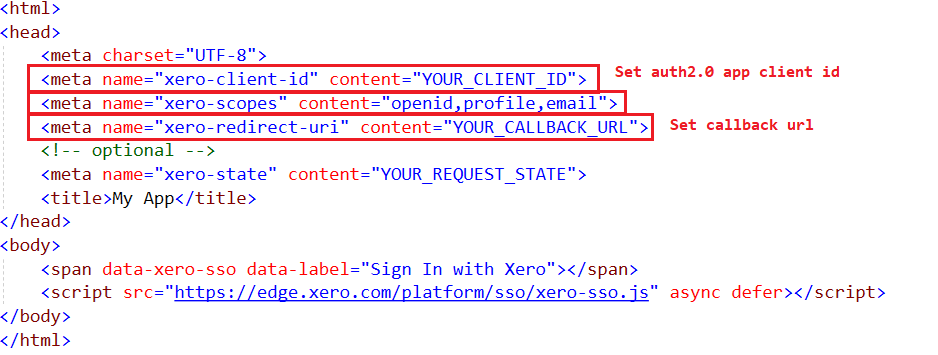 <html>
<head>
<meta charset="UTF-8">
<meta name="xero-client-id" content="YOUR_CLIENT_ID"> Set auth2.0 app client id
<meta name="xero-scopes" content="openid,profile,email">
<meta name="xero-redirect-uri" content="YOUR_CALLBACK_URL"> Set callback url
<!-- optional -->
<meta name="xero-state" content="YOUR_REQUEST_STATE">
<title>My App</title>
</head>
<body>
<span data-xero-sso data-label="Sign In with Xero"></span>
<script src="https://edge.xero.com/platform/sso/xero-sso.js" async defer></script>
</body>
</html>